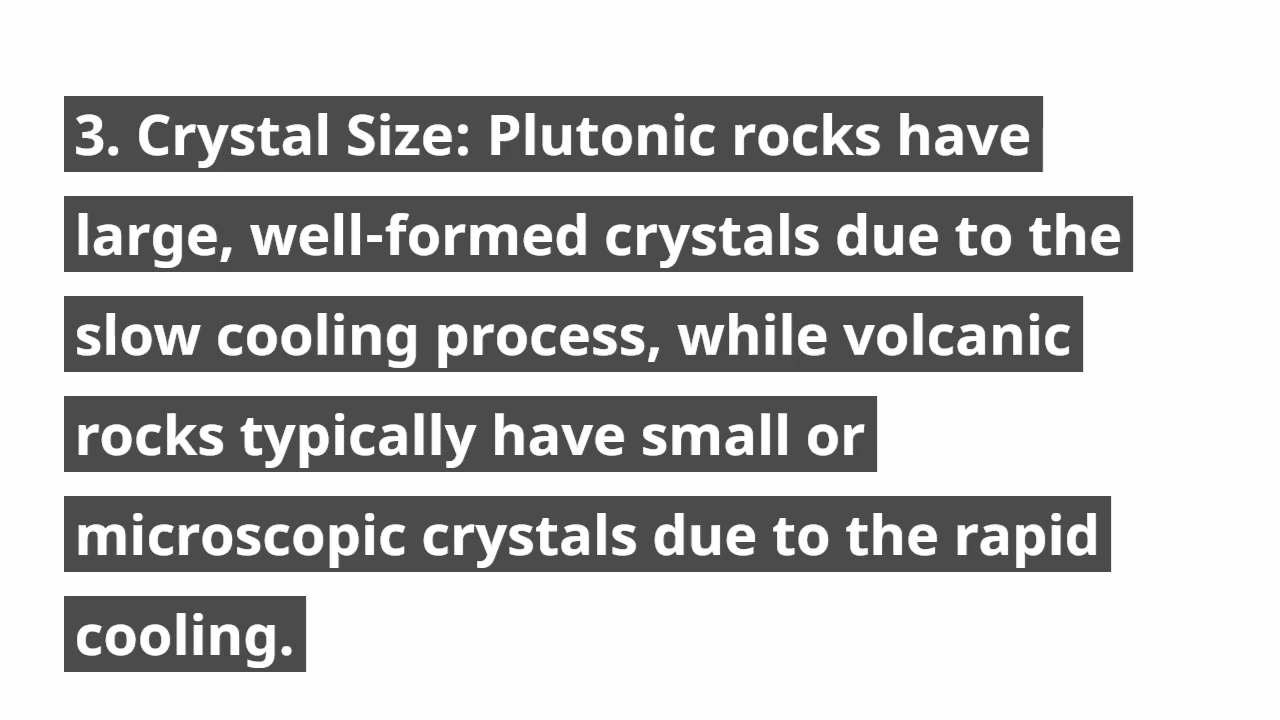 3. Crystal Size: Plutonic rocks have
large, well-formed crystals due to the
slow cooling process, while volcanic
rocks typically have small or
microscopic crystals due to the rapid
cooling.